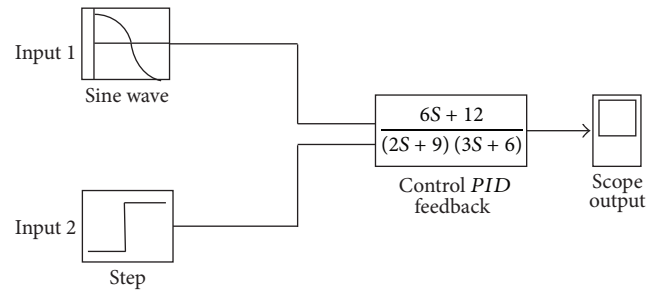 Input 1
Sine wave
6S + 12
(2S + 9) (3S + 6)
Control PID
feedback
Scope
output
Input 2
Step